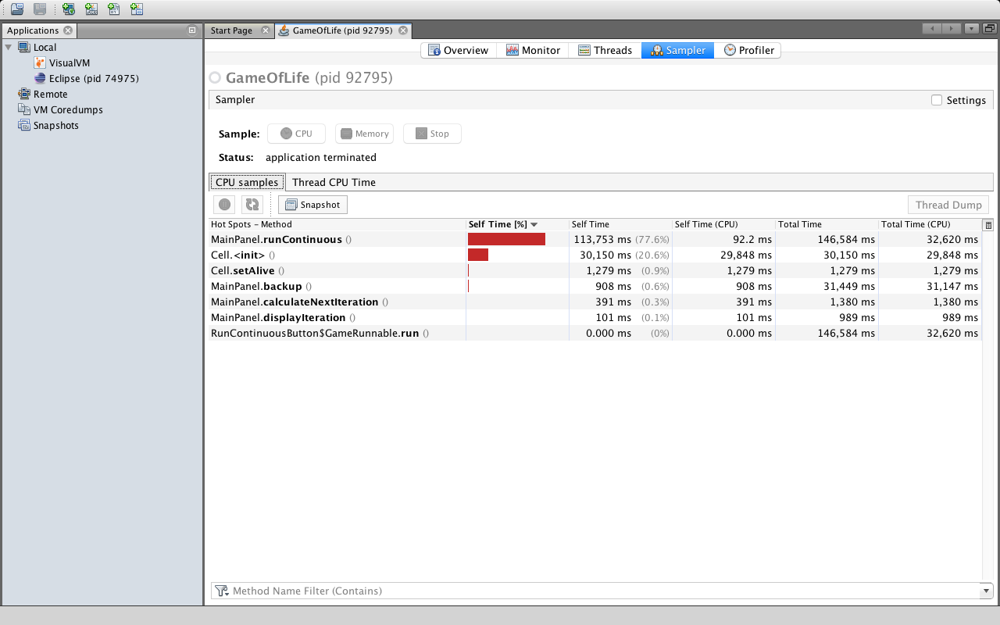 Applications
Start Page
GameOfLife (pid 92795)
Local
VisualVM
Eclipse (pid 74975)
Remote
VM Coredumps
Snapshots
Overview Monitor Threads Sampler Profiler
GameOfLife (pid 92795)
Sampler Settings
Sample: CPU Memory Stop
Status: application terminated
CPU samples Thread CPU Time
Snapshot Thread Dump
Hot Spots – Method Self Time [%] Self Time Self Time (CPU) Total Time Total Time (CPU)
MainPanel.runContinuous () 113,753 ms (77.6%) 92.2 ms 146,584 ms 32,620 ms
Cell.<init> () 30,150 ms (20.6%) 29,848 ms 30,150 ms 29,848 ms
Cell.setAlive () 1,279 ms (0.9%) 1,279 ms 1,279 ms 1,279 ms
MainPanel.backup () 908 ms (0.6%) 908 ms 31,449 ms 31,147 ms
MainPanel.calculateNextIteration () 391 ms (0.3%) 391 ms 1,380 ms 1,380 ms
MainPanel.displayIteration () 101 ms (0.1%) 101 ms 989 ms 989 ms
RunContinuousButton$GameRunnable.run () 0.000 ms (0%) 0.000 ms 146,584 ms 32,620 ms
Method Name Filter (Contains)